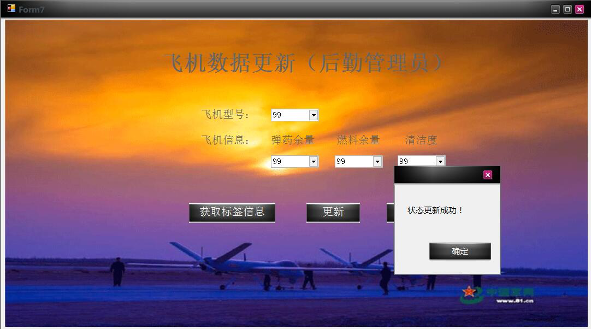 Form7
飞机数据更新（后勤管理员）
飞机型号： 99
飞机信息： 弹药余量 燃料余量 清洁度
99 99 99
获取标签信息 更新
状态更新成功！
确定
中国军网
www.81.cn